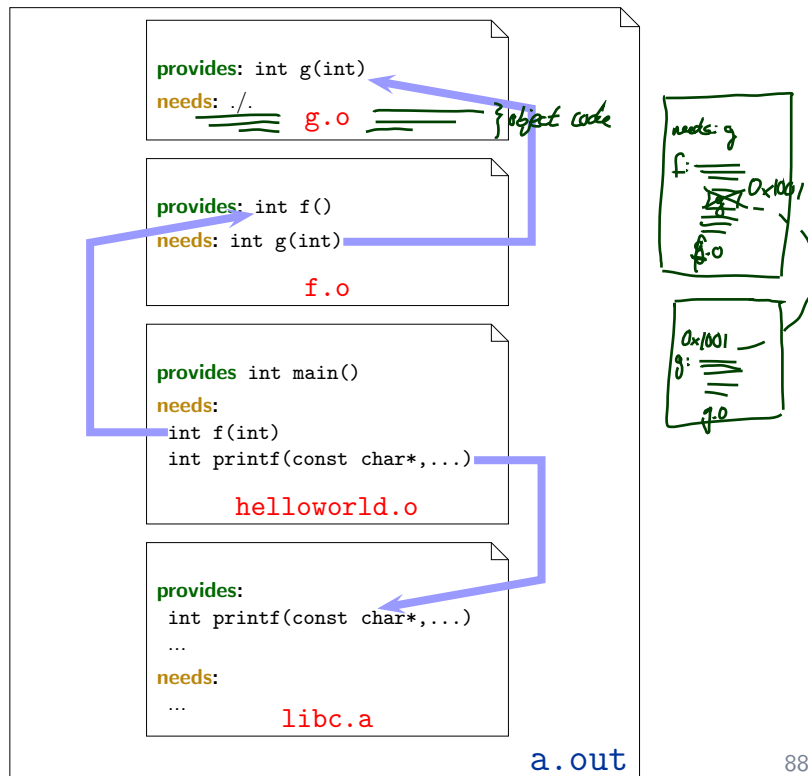 provides: int g(int)
needs: ./.
g.o
} object code
provides: int f()
needs: int g(int)
f.o
provides int main()
needs:
int f(int)
int printf(const char*,...)
helloworld.o
provides:
int printf(const char*,...)
...
needs:
...
libc.a
a.out
needs: g
f:
0x1001
g
f.o
0x1001
g:
g.o
88